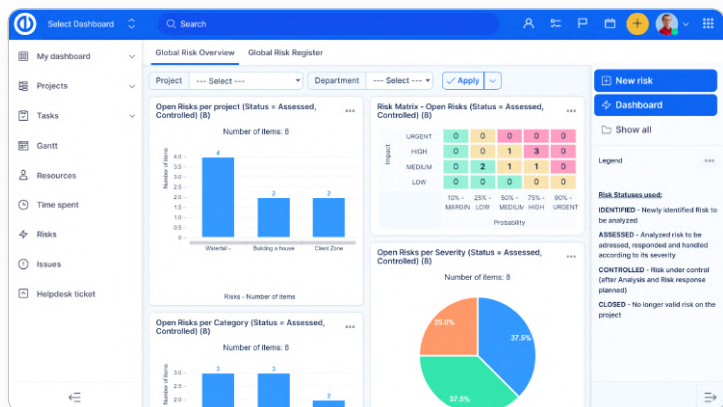 Select Dashboard
Search
My dashboard
Projects
Tasks
Gantt
Resources
Time spent
Risks
Issues
Helpdesk ticket
Global Risk Overview Global Risk Register
Project --- Select --- Department --- Select --- Apply
Open Risks per project (Status = Assessed,
Controlled) (8)
Number of items: 8
Number of items
4.0
3.5
3.0
2.5
2.0
1.5
1.0
0.5
0
4
2
2
Waterfall - Building a house Client Zone
Risks - Number of items
Open Risks per Category (Status = Assessed,
Controlled) (8)
Number of items: 8
Number of items
3.0
2.5
2.0
3
3
2
Risk Matrix - Open Risks (Status = Assessed,
Controlled) (8)
Impact
URGENT 0 0 0 0 0
HIGH 0 0 1 3 0
MEDIUM 0 2 1 1 0
LOW 0 0 0 0 0
10% - 25% - 50% - 75% - 90% -
MARGIN LOW MEDIUM HIGH URGENT
Probability
Open Risks per Severity (Status = Assessed,
Controlled) (8)
Number of items: 8
25.0%
37.5%
37.5%
New risk
Dashboard
Show all
Legend
Risk Statuses used:
IDENTIFIED - Newly identified Risk to
be analyzed
ASSESSED - Analyzed risk to be
adressed, responded and handled
according to its severity
CONTROLLED - Risk under control
(after Analysis and Risk response
planned)
CLOSED - No longer valid risk on the
project